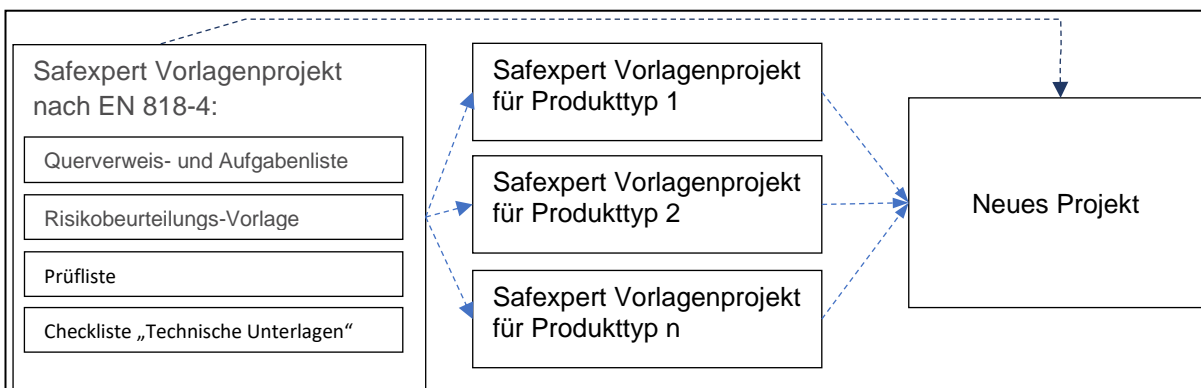 Safexpert Vorlagenprojekt
nach EN 818-4:
Querverweis- und Aufgabenliste
Risikobeurteilungs-Vorlage
Prüfliste
Checkliste „Technische Unterlagen“
Safexpert Vorlagenprojekt
für Produkttyp 1
Safexpert Vorlagenprojekt
für Produkttyp 2
Safexpert Vorlagenprojekt
für Produkttyp n
Neues Projekt